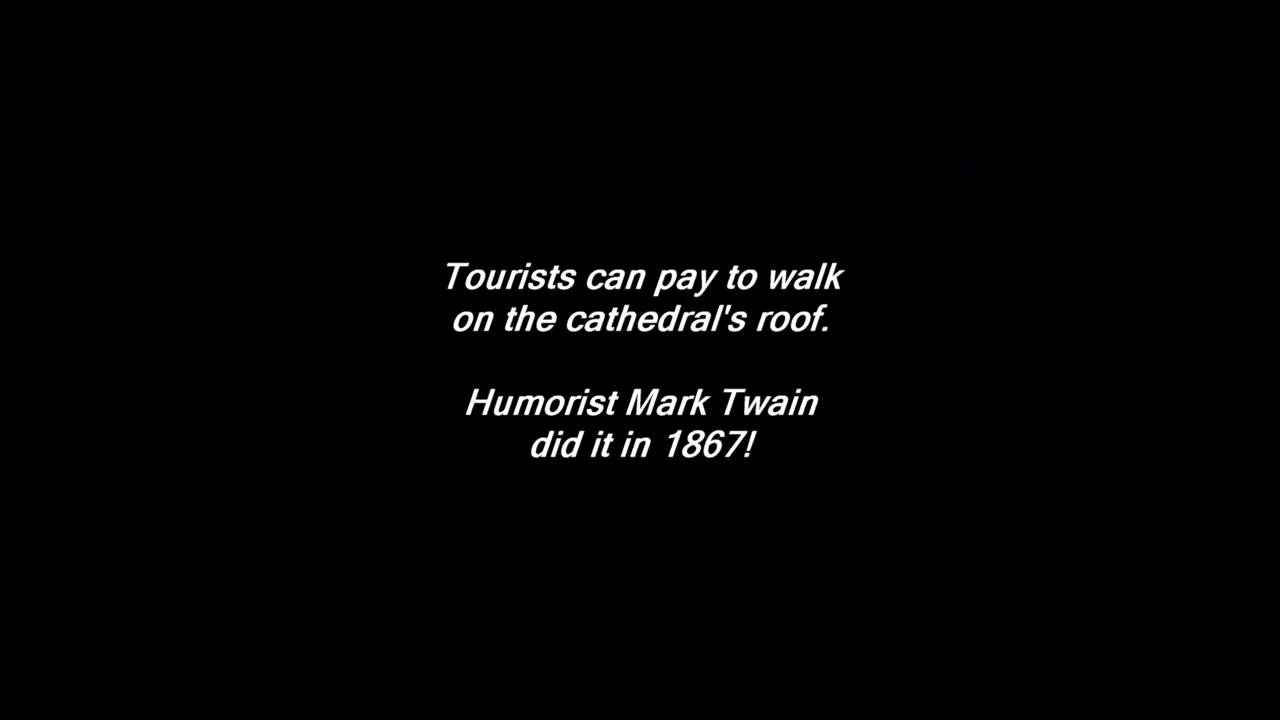 Tourists can pay to walk
on the cathedral's roof.
Humorist Mark Twain
did it in 1867!